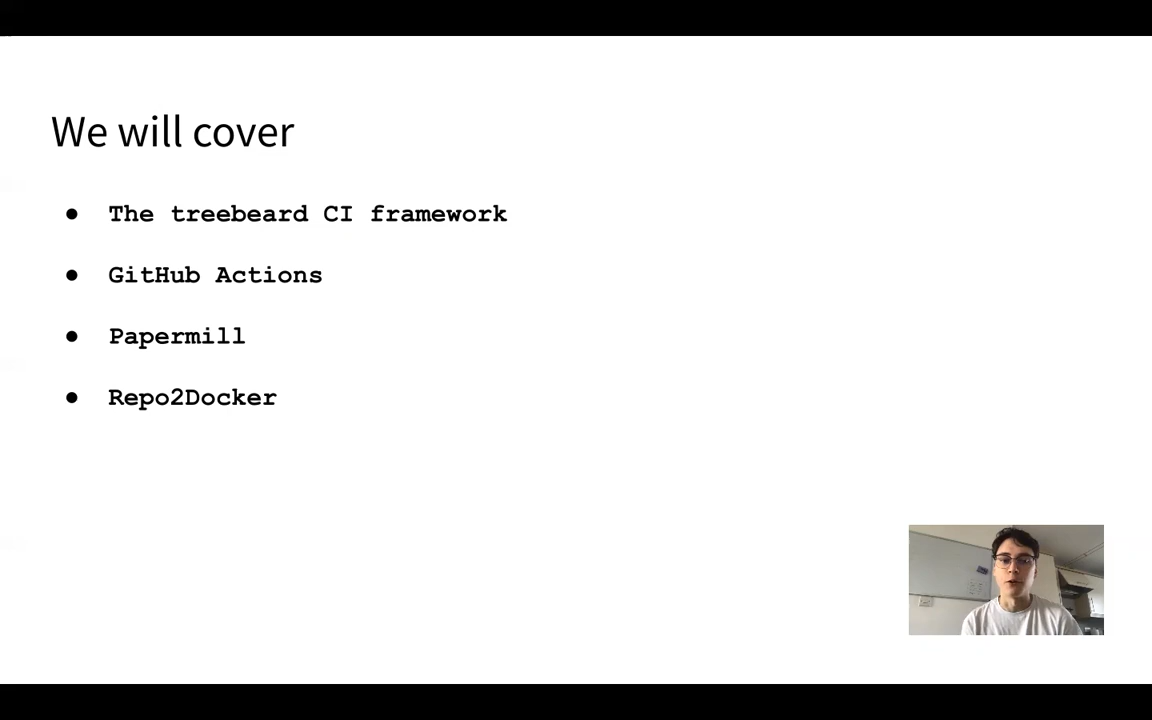 We will cover
● The treebeard CI framework
● GitHub Actions
● Papermill
● Repo2Docker